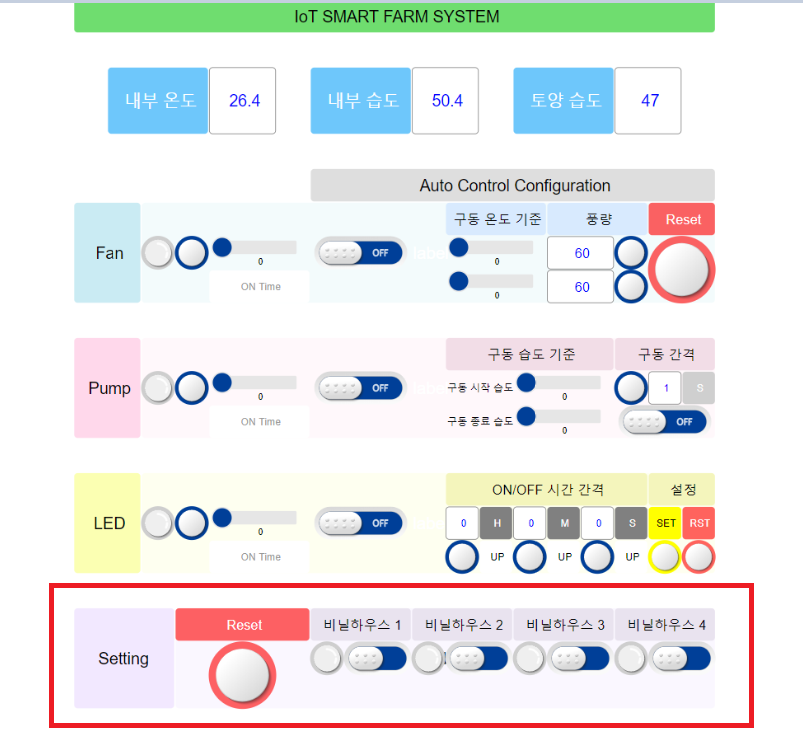 IoT SMART FARM SYSTEM
내부 온도 26.4 내부 습도 50.4 토양 습도 47
Auto Control Configuration
구동 온도 기준 풍량 Reset
Fan 0 OFF label 0 60
ON Time 0 60
구동 습도 기준 구동 간격
Pump 0 OFF label 구동 시작 습도 0 1 S
ON Time 구동 종료 습도 0 OFF
ON/OFF 시간 간격 설정
LED 0 OFF 0 H 0 M 0 S SET RST
ON Time UP UP UP
Setting Reset 비닐하우스 1 비닐하우스 2 비닐하우스 3 비닐하우스 4